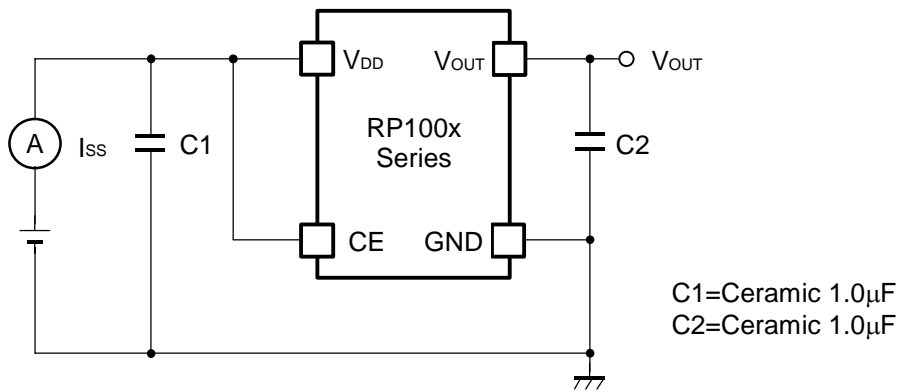 VDD
VOUT
VOUT
RP100x
Series
A
ISS
C1
C2
CE
GND
C1=Ceramic 1.0μF
C2=Ceramic 1.0μF